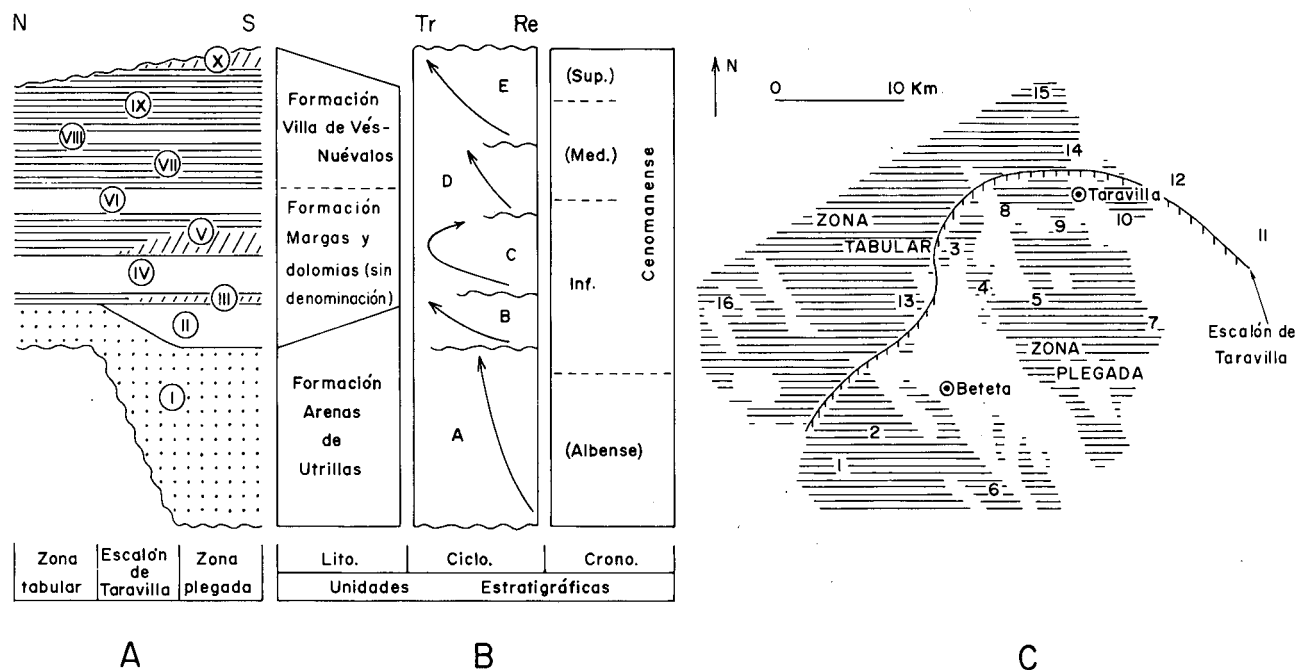 N
S
X
IX
VIII
VII
VI
V
IV
III
II
I
Zona
tabular
Escalón
de
Taravilla
Zona
plegada
A
Formación
Villa de Vés-
Nuévalos
Formación
Margas y
dolomias (sin
denominación)
Formación
Arenas
de
Utrillas
Tr
Re
E
D
C
B
A
(Sup.)
(Med.)
Inf.
(Albense)
Cenomanense
Lito.
Ciclo.
Crono.
Unidades
Estratigráficas
B
N
0
10 Km.
15
14
12
Taravilla
8
9
10
11
ZONA
TABULAR
3
16
13
4
5
7
ZONA
PLEGADA
Escalón de
Taravilla
Beteta
2
1
6
C